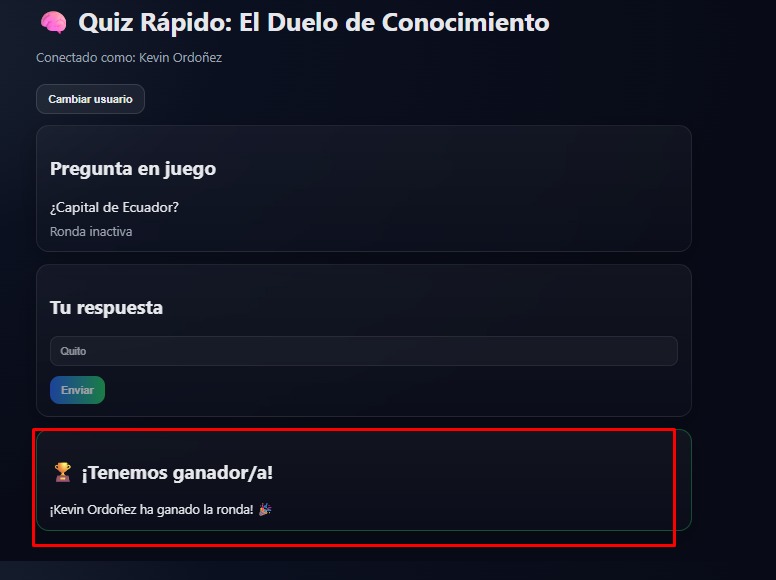 🧠 Quiz Rápido: El Duelo de Conocimiento
Conectado como: Kevin Ordoñez
Cambiar usuario
Pregunta en juego
¿Capital de Ecuador?
Ronda inactiva
Tu respuesta
Quito
Enviar
🏆 ¡Tenemos ganador/a!
¡Kevin Ordoñez ha ganado la ronda! 🎉